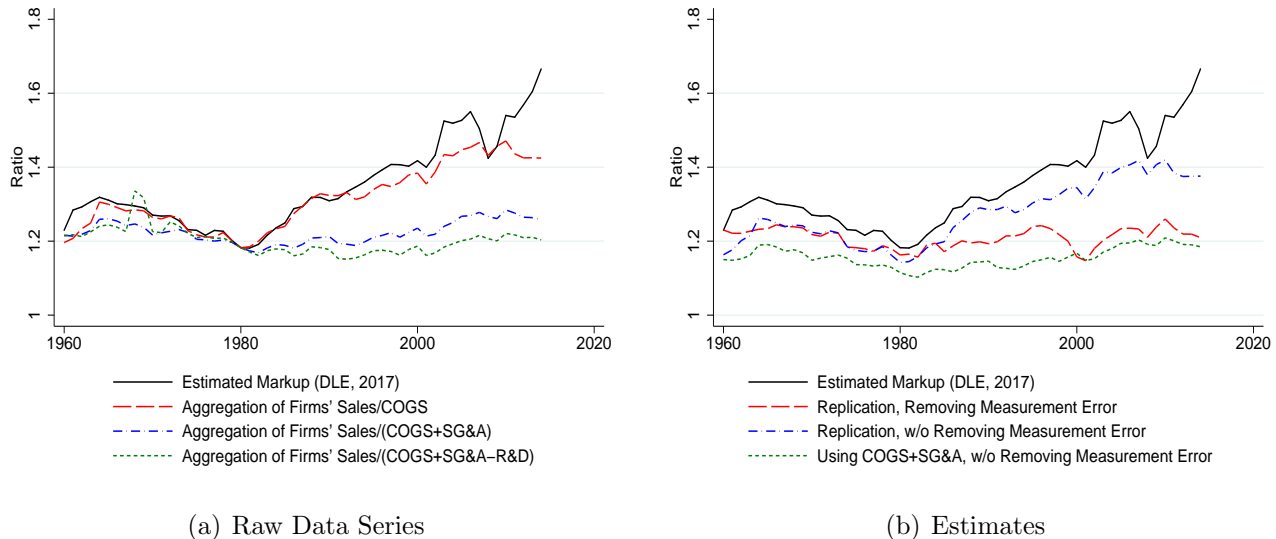 1.8
1.6
1.4
1.2
1
Ratio
1960
1980
2000
2020
Estimated Markup (DLE, 2017)
Aggregation of Firms' Sales/COGS
Aggregation of Firms' Sales/(COGS+SG&A)
Aggregation of Firms' Sales/(COGS+SG&A−R&D)
(a) Raw Data Series
1.8
1.6
1.4
1.2
1
Ratio
1960
1980
2000
2020
Estimated Markup (DLE, 2017)
Replication, Removing Measurement Error
Replication, w/o Removing Measurement Error
Using COGS+SG&A, w/o Removing Measurement Error
(b) Estimates